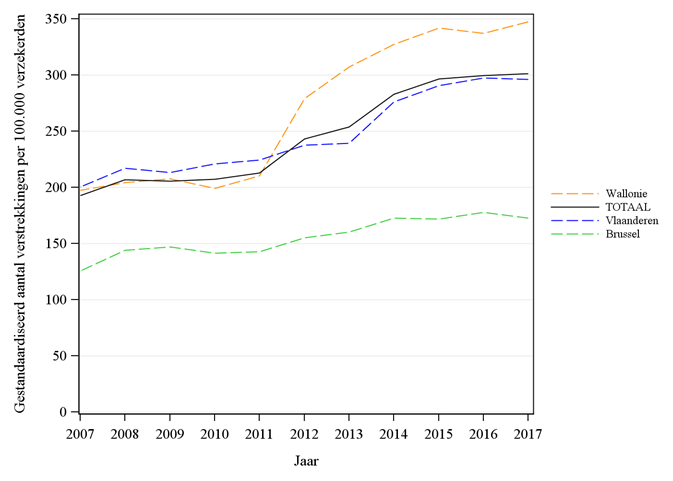 Gestandaardiseerd aantal verstrekkingen per 100.000 verzekerden
350
300
250
200
150
100
50
0
2007 2008 2009 2010 2011 2012 2013 2014 2015 2016 2017
Jaar
Wallonie
TOTAAL
Vlaanderen
Brussel